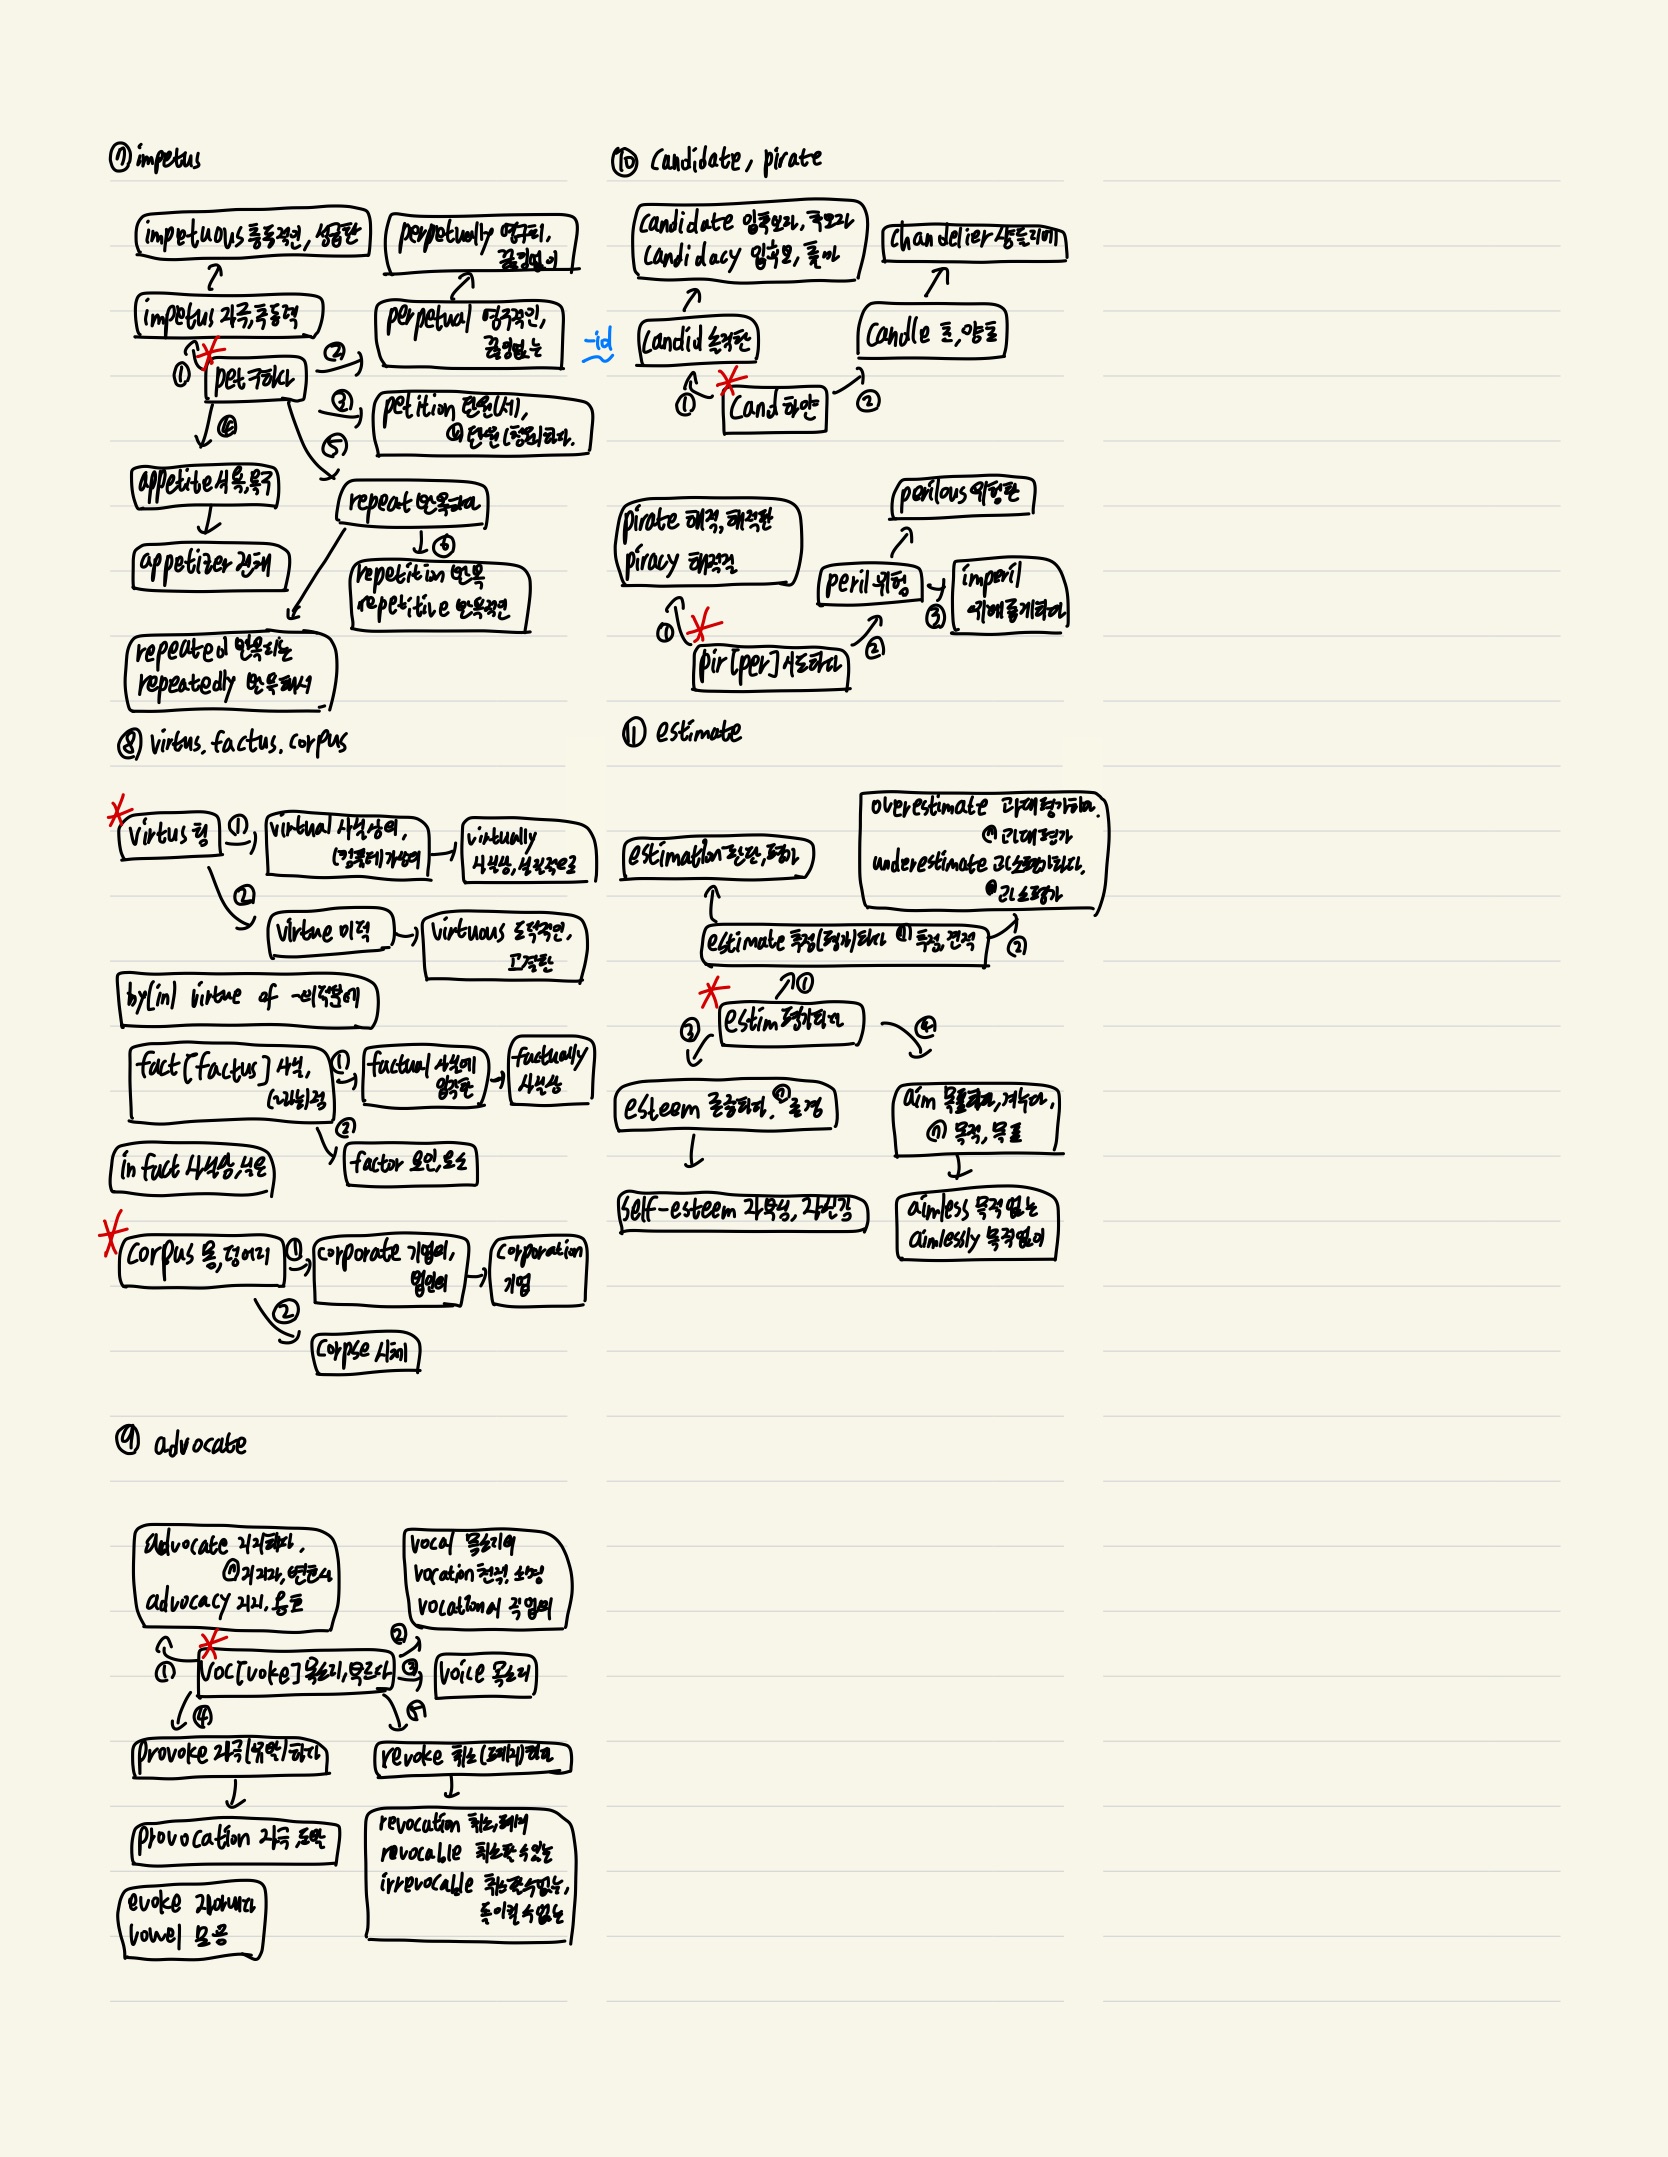 ⑦ impetus
impetuous 충동적인, 성급한
perpetually 영구히,
끊임없이
impetus 자극, 추동력
perpetual 영구적인,
끊임없는
① pet 구하다 ②
③ petition 탄원(서),
ⓥ 탄원(청원)하다.
④
⑤
appetite 식욕, 욕구
repeat 반복하다
appetizer 전채
⑥
repetition 반복
repetitive 반복적인
repeated 반복되는
repeatedly 반복해서
⑧ virtus. factus. corpus
virtus 힘 ① virtual 사실상의,
(컴퓨터) 가상의
virtually
사실상, 실질적으로
②
virtue 미덕
virtuous 도덕적인,
고결한
by(in) virtue of ~의 덕분에
fact[factus] 사실,
(~라는)점
① factual 사실에
입각한
factually
사실상
②
in fact 사실상, 실은
factor 요인, 요소
corpus 몸, 덩어리 ① corporate 기업의,
법인의
corporation
기업
②
corpse 시체
⑨ advocate
advocate 지지하다.
ⓝ 지지자, 변호사
advocacy 지지. 옹호
vocal 목소리의
vocation 천직, 소명
vocational 직업의
① voc[voke] 목소리, 부르다 ②
③ voice 목소리
④
⑤
provoke 자극(유발)하다
revoke 취소(폐지)하다
provocation 자극, 도발
revocation 취소, 폐지
revocable 취소할 수 있는
irrevocable 취소할 수 없는,
돌이킬 수 없는
evoke 자아내다
vowel 모음
⑩ candidate, pirate
candidate 입후보자, 후보자
candidacy 입후보, 출마
chandelier 샹들리에
-id
candid 솔직한
candle 초, 양초
① cand 하얀 ②
perilous 위험한
pirate 해적, 해적판
piracy 해적질
peril 위험 ③
imperil
위태롭게하다
① pir[per] 시도하다 ②
⑪ estimate
overestimate 과대평가하다.
ⓝ 과대평가
underestimate 과소평가하다.
ⓝ 과소평가
estimation 판단, 평가
estimate 추정(평가)하다 ⓝ 추정, 견적
②
①
estim 평가하다
③
④
esteem 존중하다. ⓝ 존경
aim 목표하다, 겨누다,
ⓝ 목적, 목표
self-esteem 자부심, 자신감
aimless 목적 없는
aimlessly 목적없이